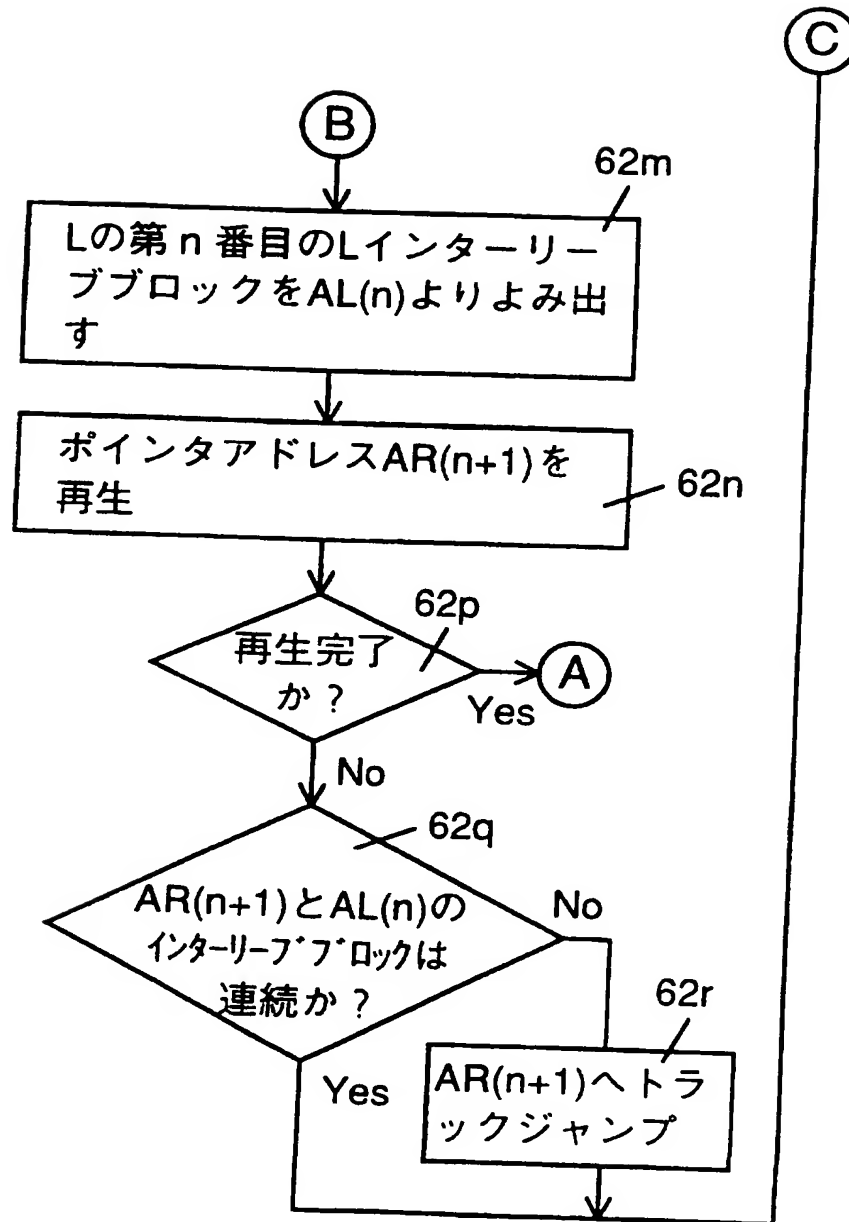 C
B
62m
Lの第n番目のLインターリー
ブブロックをAL(n)よりよみ出
す
ポインタアドレスAR(n+1)を
再生
62n
62p
再生完了
か?
A
Yes
No
62q
AR(n+1)とAL(n)の
インターリーブブロックは
連続か?
No
62r
Yes
AR(n+1)へトラ
ックジャンプ